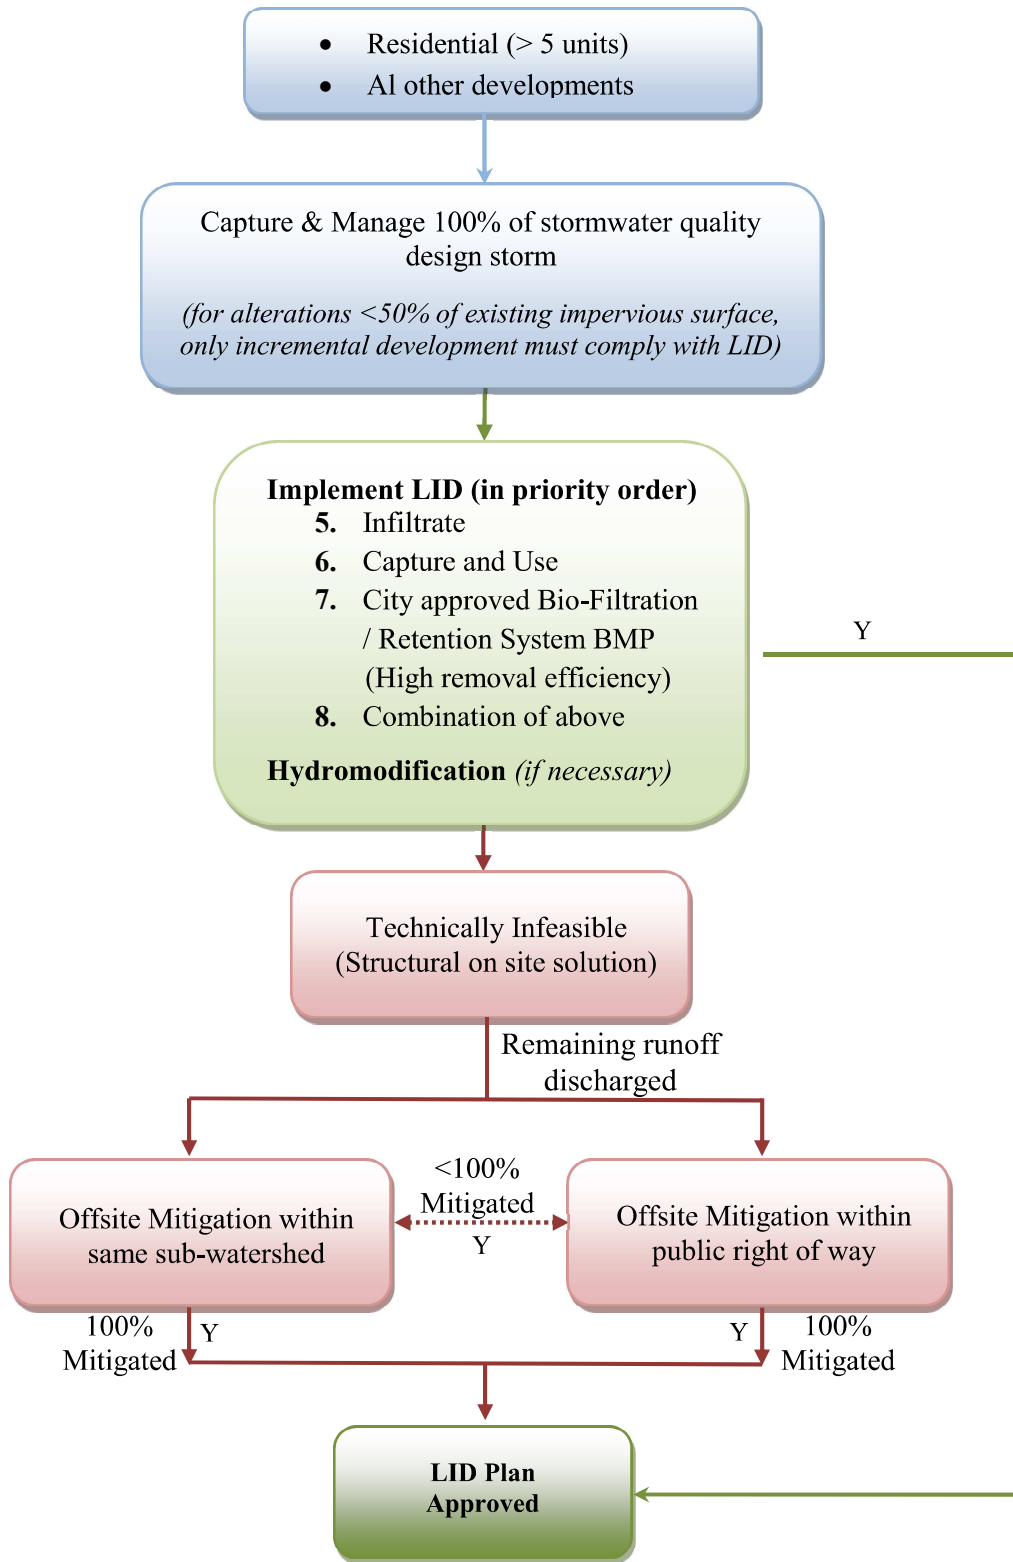 • Residential (> 5 units)
• Al other developments
Capture & Manage 100% of stormwater quality
design storm
(for alterations <50% of existing impervious surface,
only incremental development must comply with LID)
Implement LID (in priority order)
5. Infiltrate
6. Capture and Use
7. City approved Bio-Filtration
/ Retention System BMP
(High removal efficiency)
8. Combination of above
Hydromodification (if necessary)
Y
Technically Infeasible
(Structural on site solution)
Remaining runoff
discharged
Offsite Mitigation within
same sub-watershed
<100%
Mitigated
Y
Offsite Mitigation within
public right of way
100%
Mitigated
Y
Y
100%
Mitigated
LID Plan
Approved